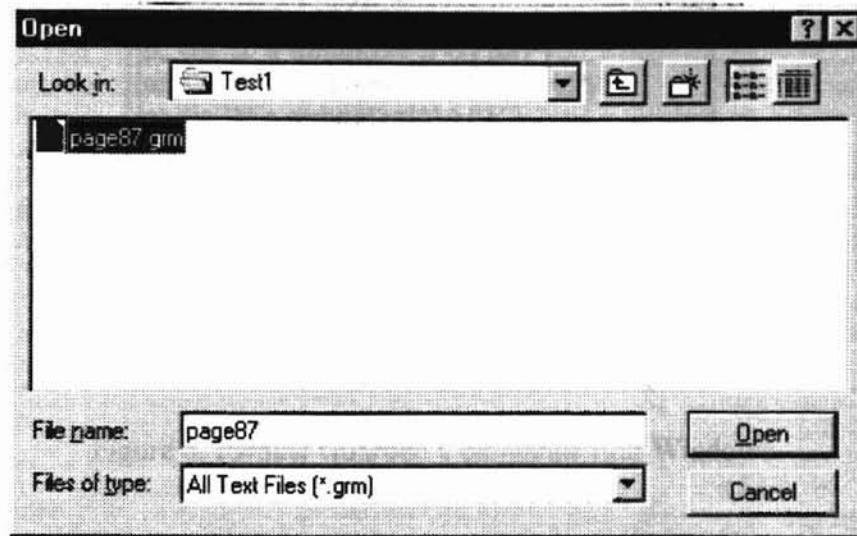 Open
Look in: Test1
page87.grm
File name: page87 Open
Files of type: All Text Files (*.grm) Cancel